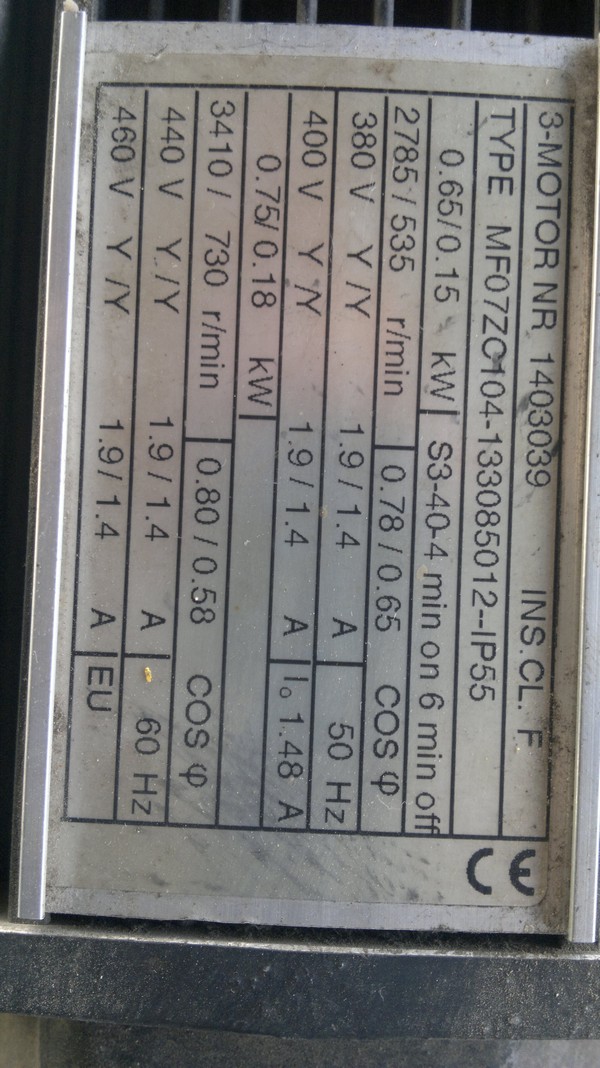 3-MOTOR NR 1403039 INS.CL. F
TYPE MF07ZC104-133085012--IP55
0.65/0.15 kW S3-40-4 min on 6 min off
2785 / 535 r/min 0.78 / 0.65 COS φ
380 V Y /Y 1.9 / 1.4 A 50 Hz
400 V Y /Y 1.9 / 1.4 A I₀ 1.48 A
0.75/0.18 kW
3410 / 730 r/min 0.80 / 0.58 COS φ
440 V Y /Y 1.9 / 1.4 A 60 Hz
460 V Y /Y 1.9 / 1.4 A EU
CE